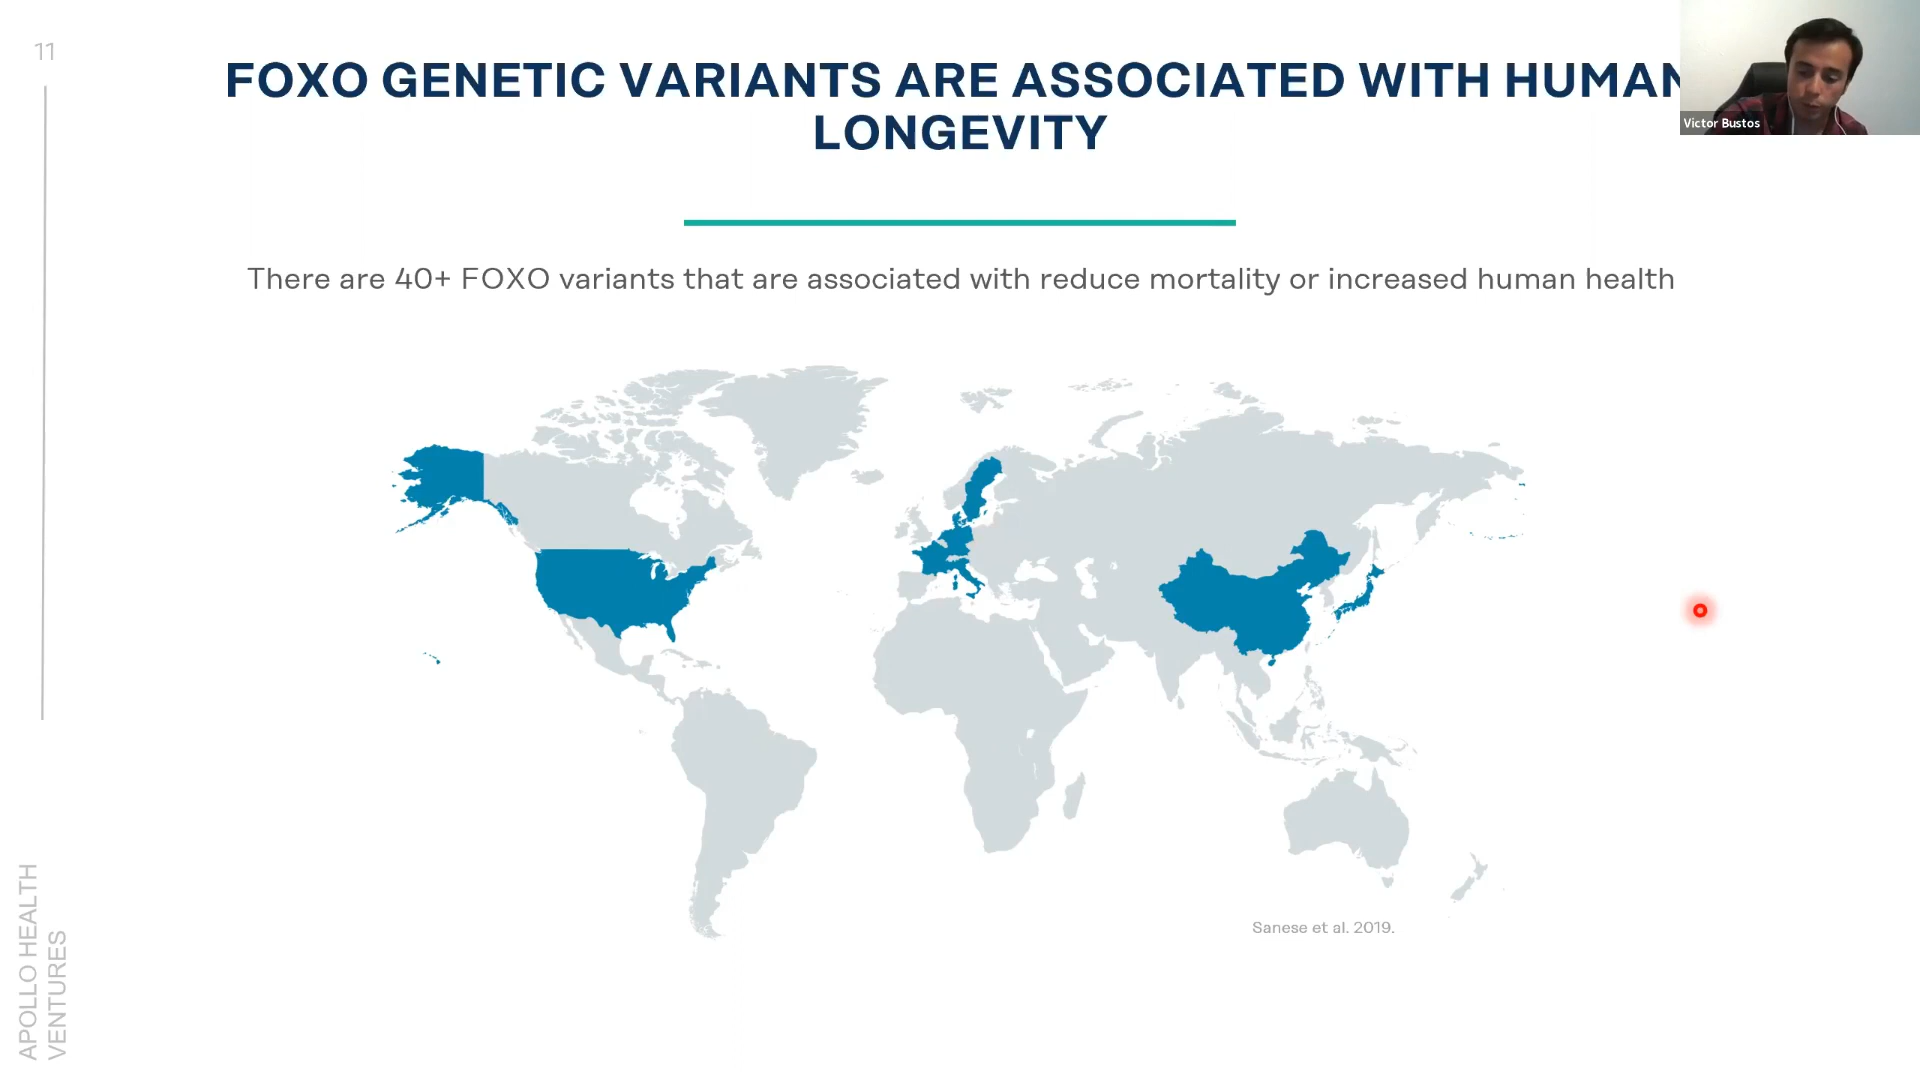 11
FOXO GENETIC VARIANTS ARE ASSOCIATED WITH HUMAN
LONGEVITY
Victor Bustos
There are 40+ FOXO variants that are associated with reduce mortality or increased human health
Sanese et al. 2019.
APOLLO HEALTH
VENTURES